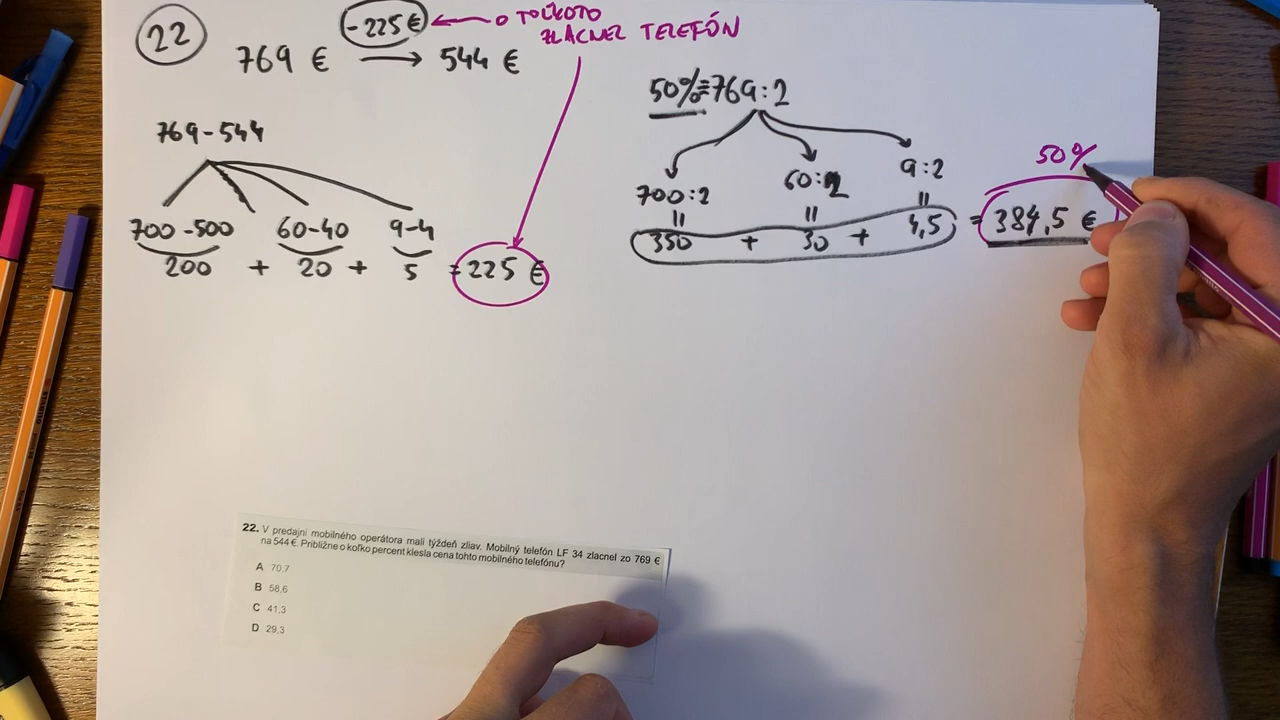 22
- 225 €
O TOĽKOTO
ZLACNEL TELEFÓN
769 € → 544 €
769 - 544
700 - 500 60 - 40 9 - 4
200 + 20 + 5 = 225 €
50% = 769 : 2
700 : 2 60 : 2 9 : 2
350 + 30 + 4,5 = 384,5 €
50%
22. V predajni mobilného operátora mali týždeň zliav. Mobilný telefón LF 34 zlacnel zo 769 €
na 544 €. Približne o koľko percent klesla cena tohto mobilného telefónu?
A 70,7
B 58,6
C 41,3
D 29,3